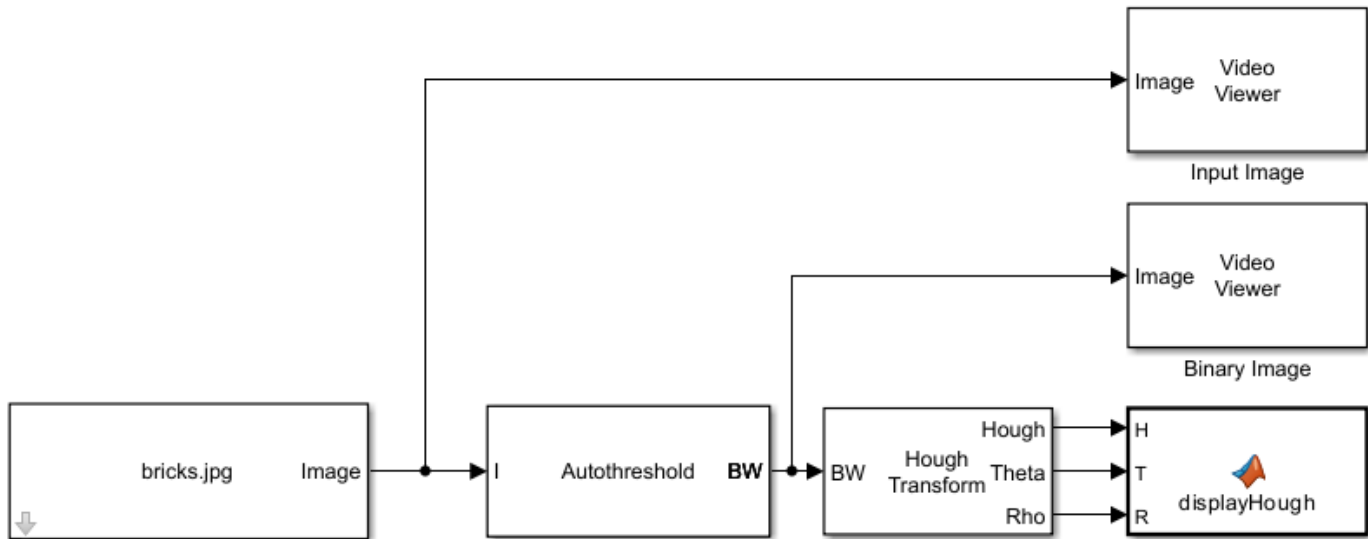 Image
Video
Viewer
Input Image
Image
Video
Viewer
Binary Image
bricks.jpg
Image
I
Autothreshold
BW
BW
Hough
Transform
Hough
Theta
Rho
H
T
R
displayHough